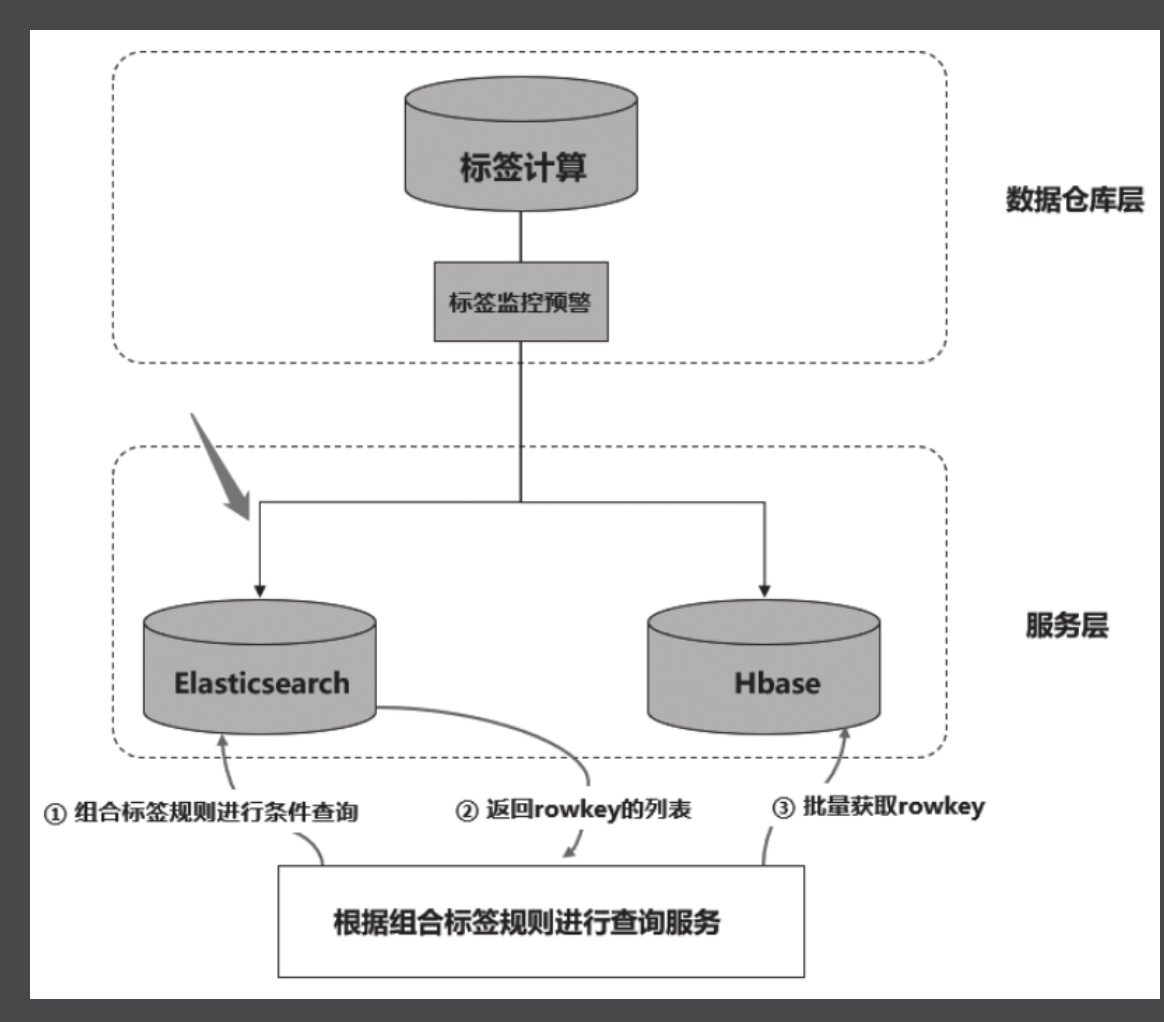 标签计算
数据仓库层
标签监控预警
服务层
Elasticsearch
Hbase
① 组合标签规则进行条件查询
② 返回rowkey的列表
③ 批量获取rowkey
根据组合标签规则进行查询服务